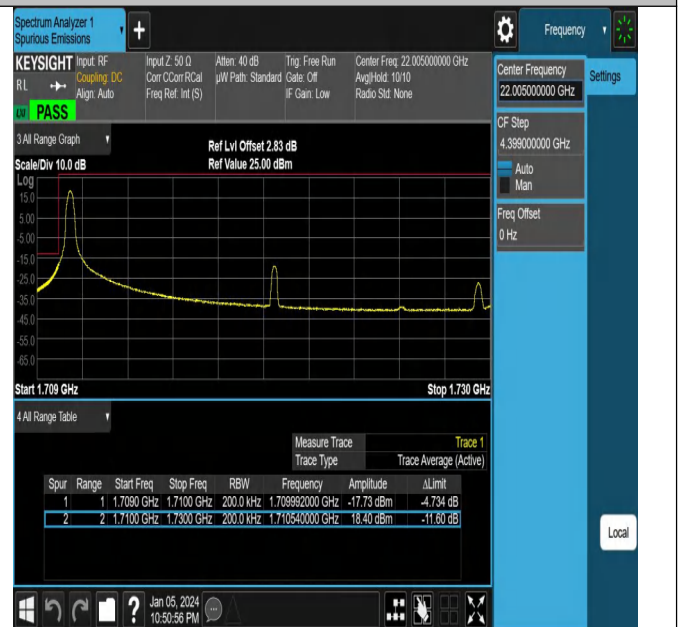 Spectrum Analyzer 1
Spurious Emissions
Frequency
KEYSIGHT
RL
Input: RF
Coupling: DC
Align: Auto
Input Z: 50 Ω
Corr CCorr RCal
Freq Ref: Int (S)
Atten: 40 dB
µW Path: Standard
Trig: Free Run
Gate: Off
IF Gain: Low
Center Freq: 22.005000000 GHz
Avg|Hold: 10/10
Radio Std: None
PASS
Center Frequency
22.005000000 GHz
Settings
CF Step
4.399000000 GHz
Auto
Man
Freq Offset
0 Hz
3 All Range Graph
Ref Lvl Offset 2.83 dB
Scale/Div 10.0 dB
Ref Value 25.00 dBm
Log
15.0
5.00
-5.00
-15.0
-25.0
-35.0
-45.0
-55.0
-65.0
Start 1.709 GHz
Stop 1.730 GHz
4 All Range Table
Measure Trace Trace 1
Trace Type Trace Average (Active)
Spur Range Start Freq Stop Freq RBW Frequency Amplitude ΔLimit
1 1 1.7090 GHz 1.7100 GHz 200.0 kHz 1.709992000 GHz -17.73 dBm -4.734 dB
2 2 1.7100 GHz 1.7300 GHz 200.0 kHz 1.710540000 GHz 18.40 dBm -11.60 dB
Local
Jan 05, 2024
10:50:56 PM